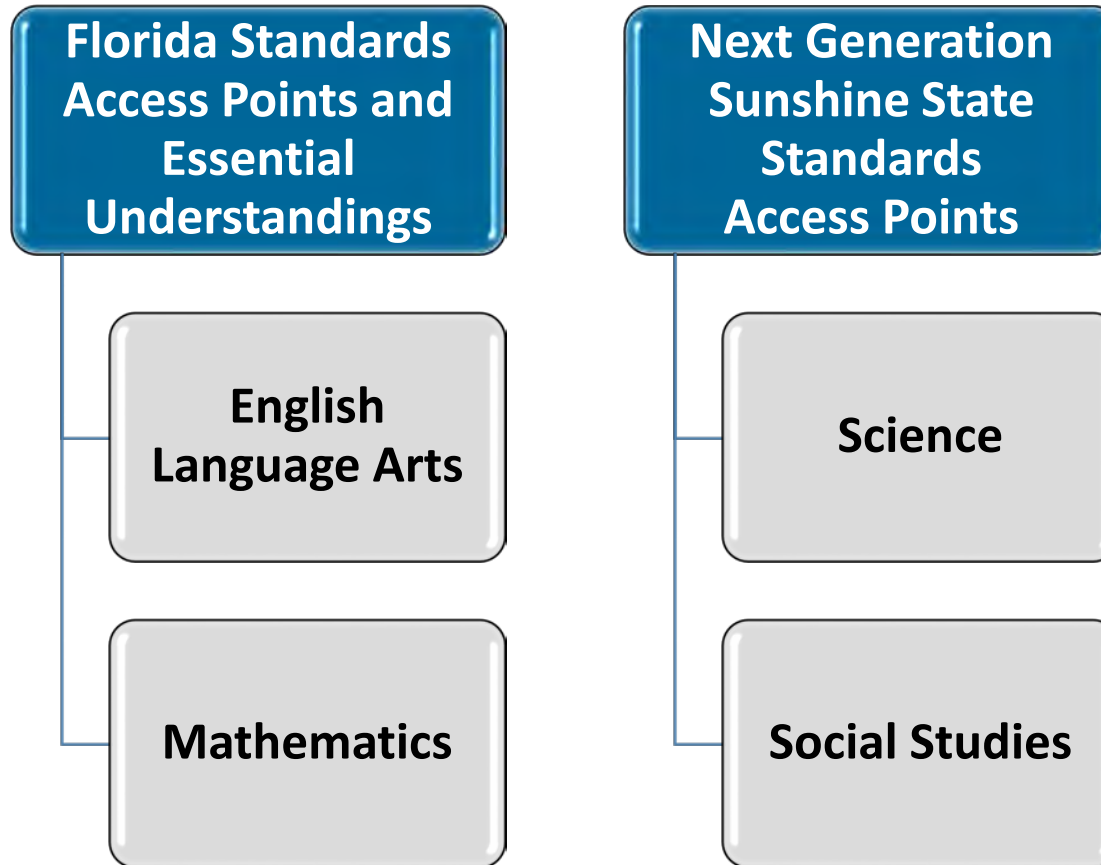 Florida Standards
Access Points and
Essential
Understandings
English
Language Arts
Mathematics
Next Generation
Sunshine State
Standards
Access Points
Science
Social Studies